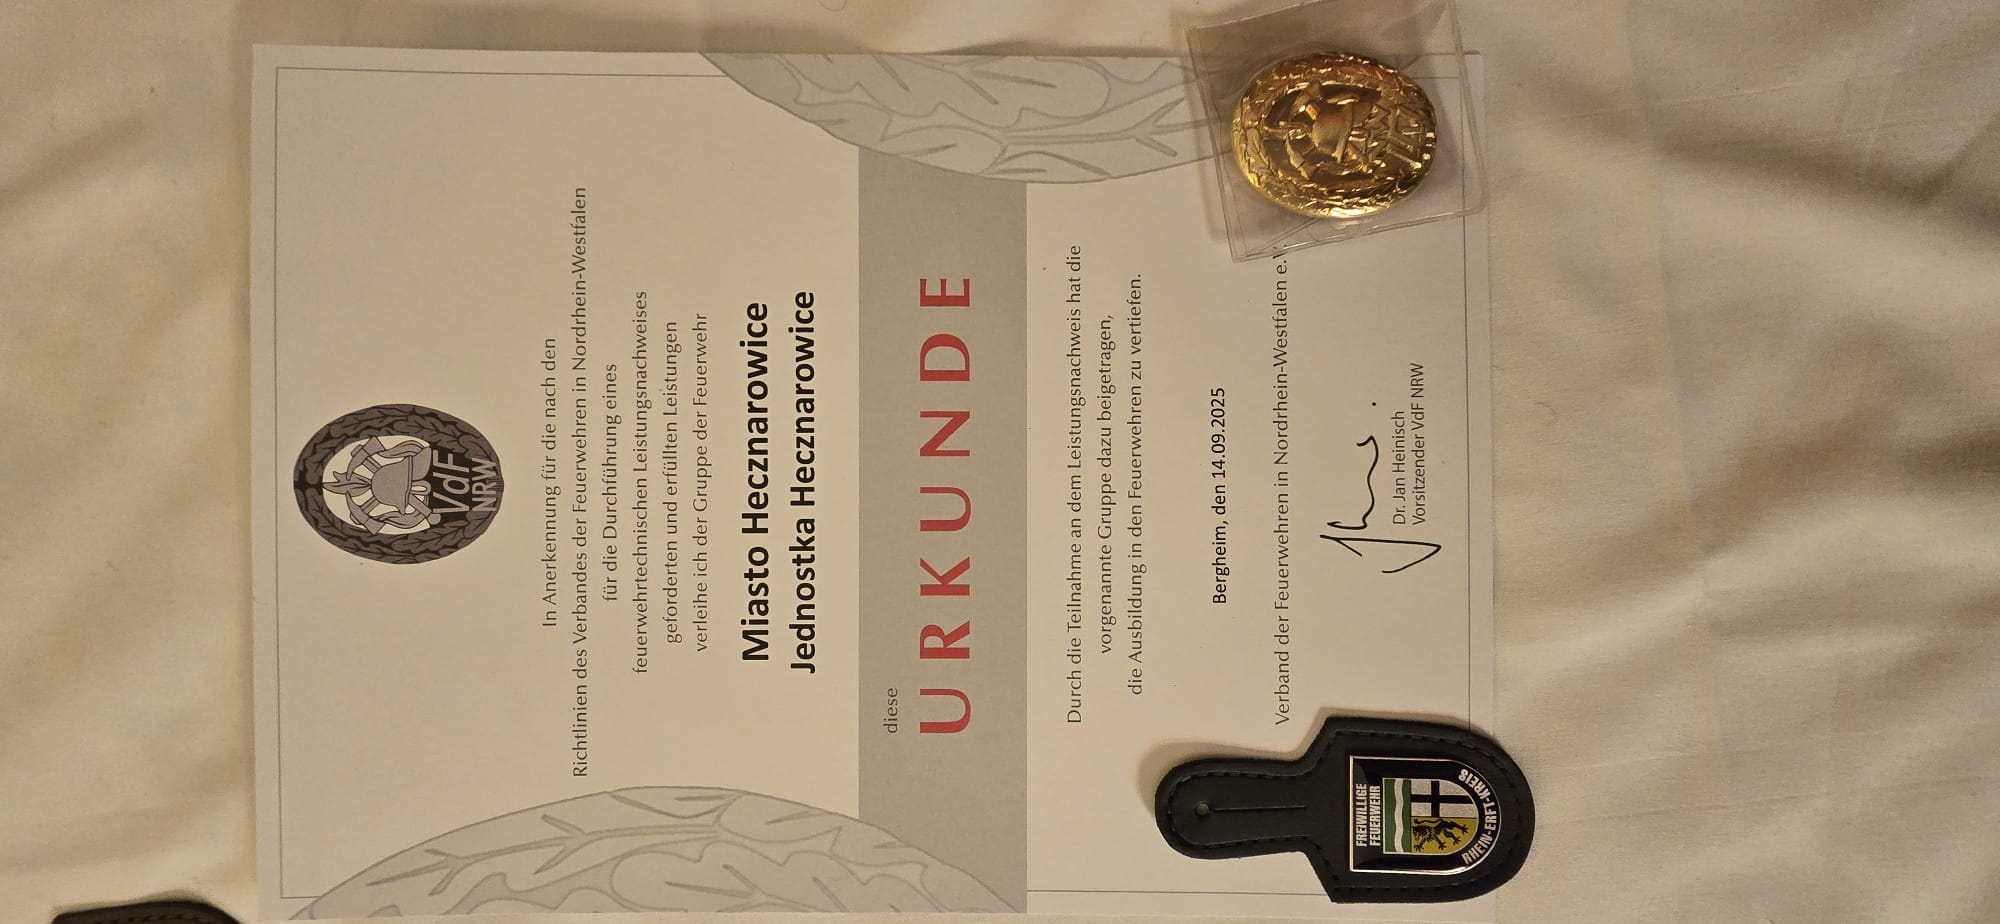 VdF
NRW
In Anerkennung für die nach den
Richtlinien des Verbandes der Feuerwehren in Nordrhein-Westfalen
für die Durchführung eines
feuerwehrtechnischen Leistungsnachweises
geforderten und erfüllten Leistungen
verleihe ich der Gruppe der Feuerwehr
Miasto Hecznarowice
Jednostka Hecznarowice
diese
URKUNDE
Durch die Teilnahme an dem Leistungsnachweis hat die
vorgenannte Gruppe dazu beigetragen,
die Ausbildung in den Feuerwehren zu vertiefen.
Bergheim, den 14.09.2025
Verband der Feuerwehren in Nordrhein-Westfalen e.V.
Dr. Jan Heinisch
Vorsitzender VdF NRW
FREIWILLIGE
FEUERWEHR
RHEIN-ERFT-KREIS